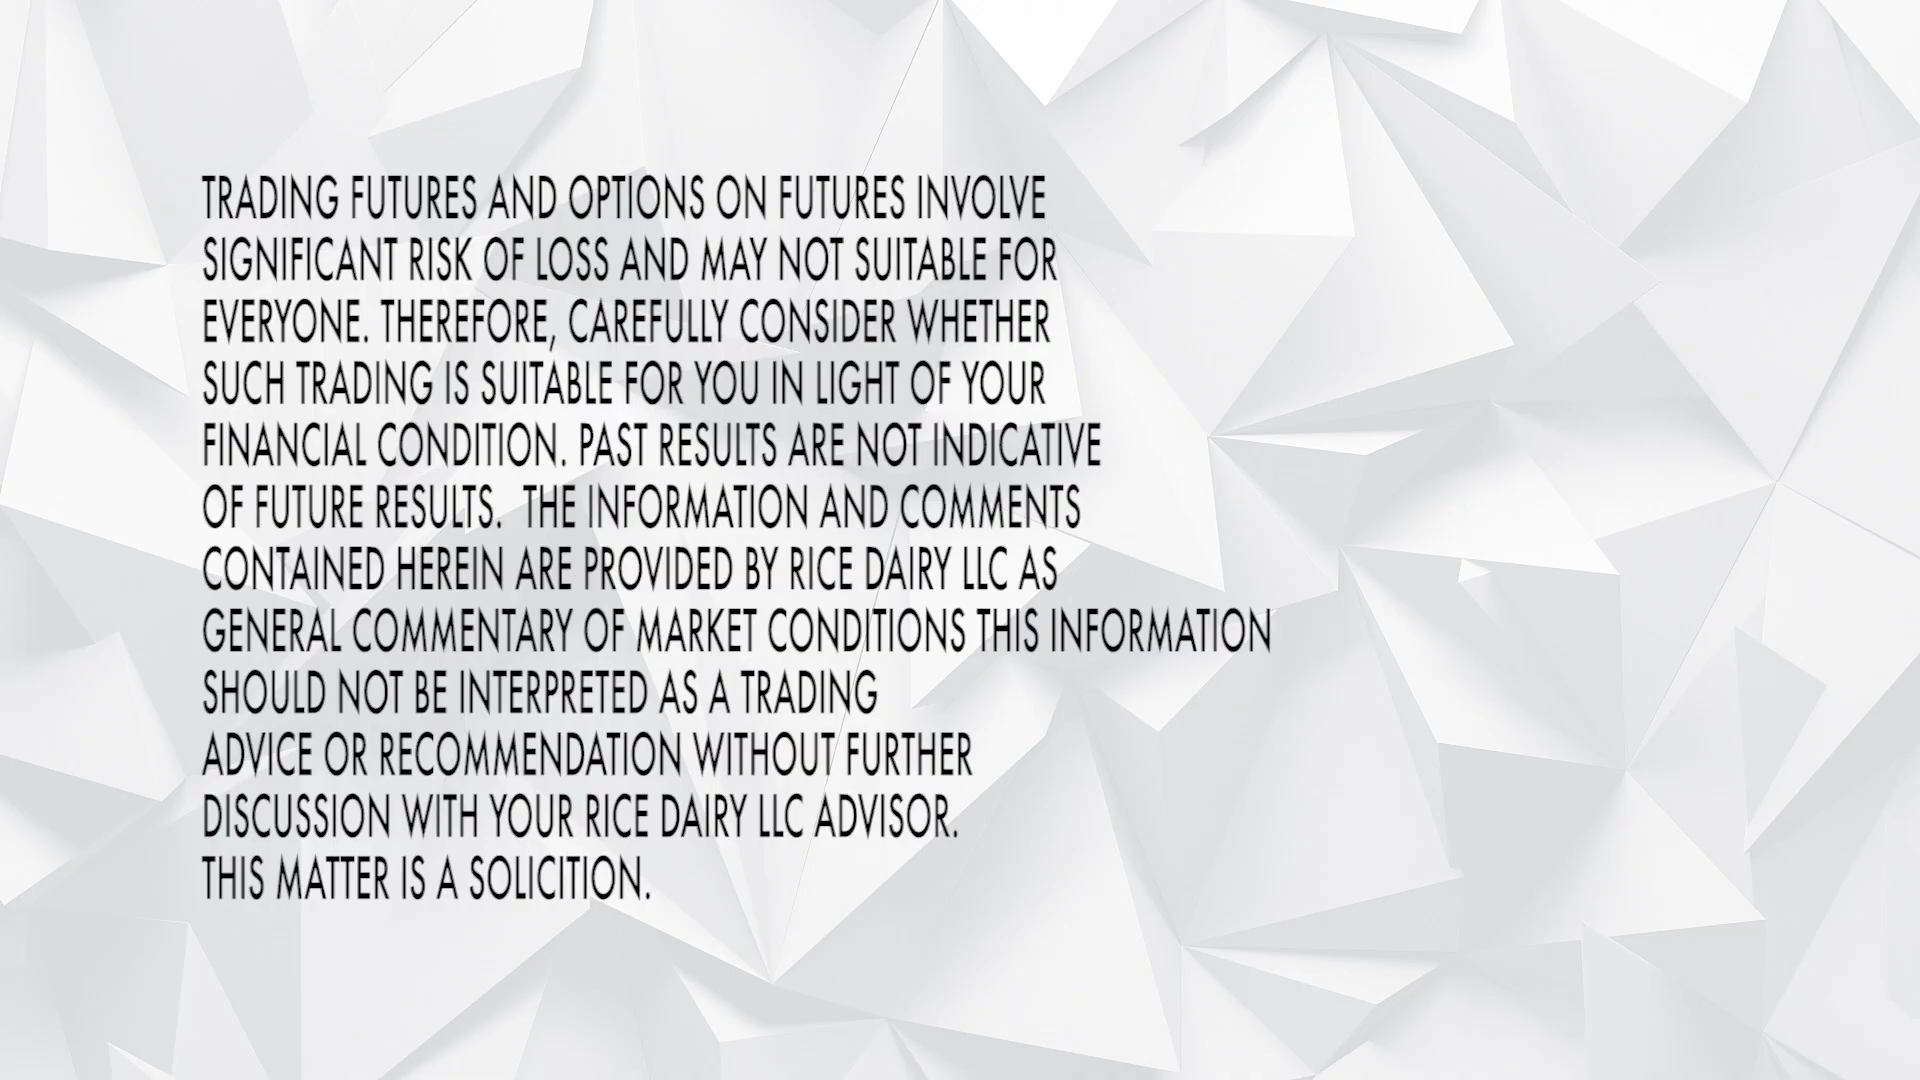 TRADING FUTURES AND OPTIONS ON FUTURES INVOLVE
SIGNIFICANT RISK OF LOSS AND MAY NOT SUITABLE FOR
EVERYONE. THEREFORE, CAREFULLY CONSIDER WHETHER
SUCH TRADING IS SUITABLE FOR YOU IN LIGHT OF YOUR
FINANCIAL CONDITION. PAST RESULTS ARE NOT INDICATIVE
OF FUTURE RESULTS.  THE INFORMATION AND COMMENTS
CONTAINED HEREIN ARE PROVIDED BY RICE DAIRY LLC AS
GENERAL COMMENTARY OF MARKET CONDITIONS THIS INFORMATION
SHOULD NOT BE INTERPRETED AS A TRADING
ADVICE OR RECOMMENDATION WITHOUT FURTHER
DISCUSSION WITH YOUR RICE DAIRY LLC ADVISOR.
THIS MATTER IS A SOLICITION.